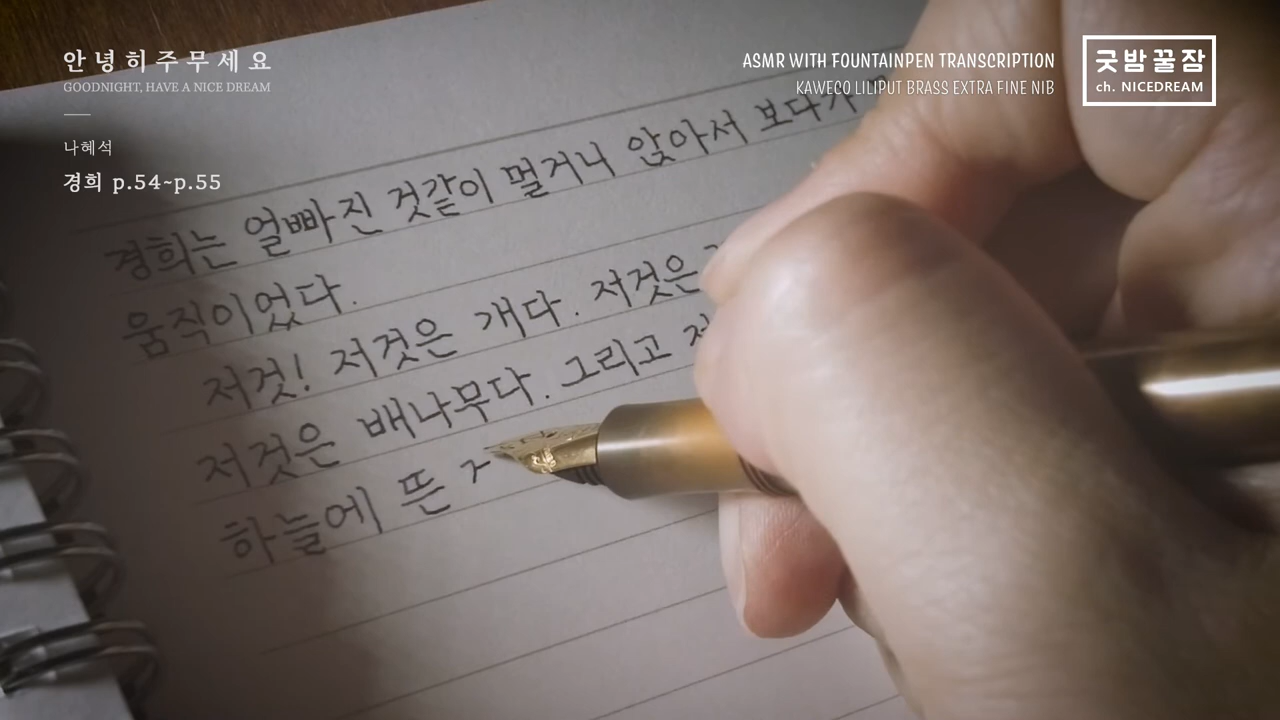 안녕히주무세요
GOODNIGHT, HAVE A NICE DREAM
나혜석
경희 p.54~p.55
ASMR WITH FOUNTAINPEN TRANSCRIPTION
KAWECO LILIPUT BRASS EXTRA FINE NIB
굿밤꿀잠
ch. NICEDREAM
경희는 얼빠진 것같이 멀거니 앉아서 보다가
움직이었다.
저것! 저것은 개다. 저것은
저것은 배나무다. 그리고
하늘에 뜬